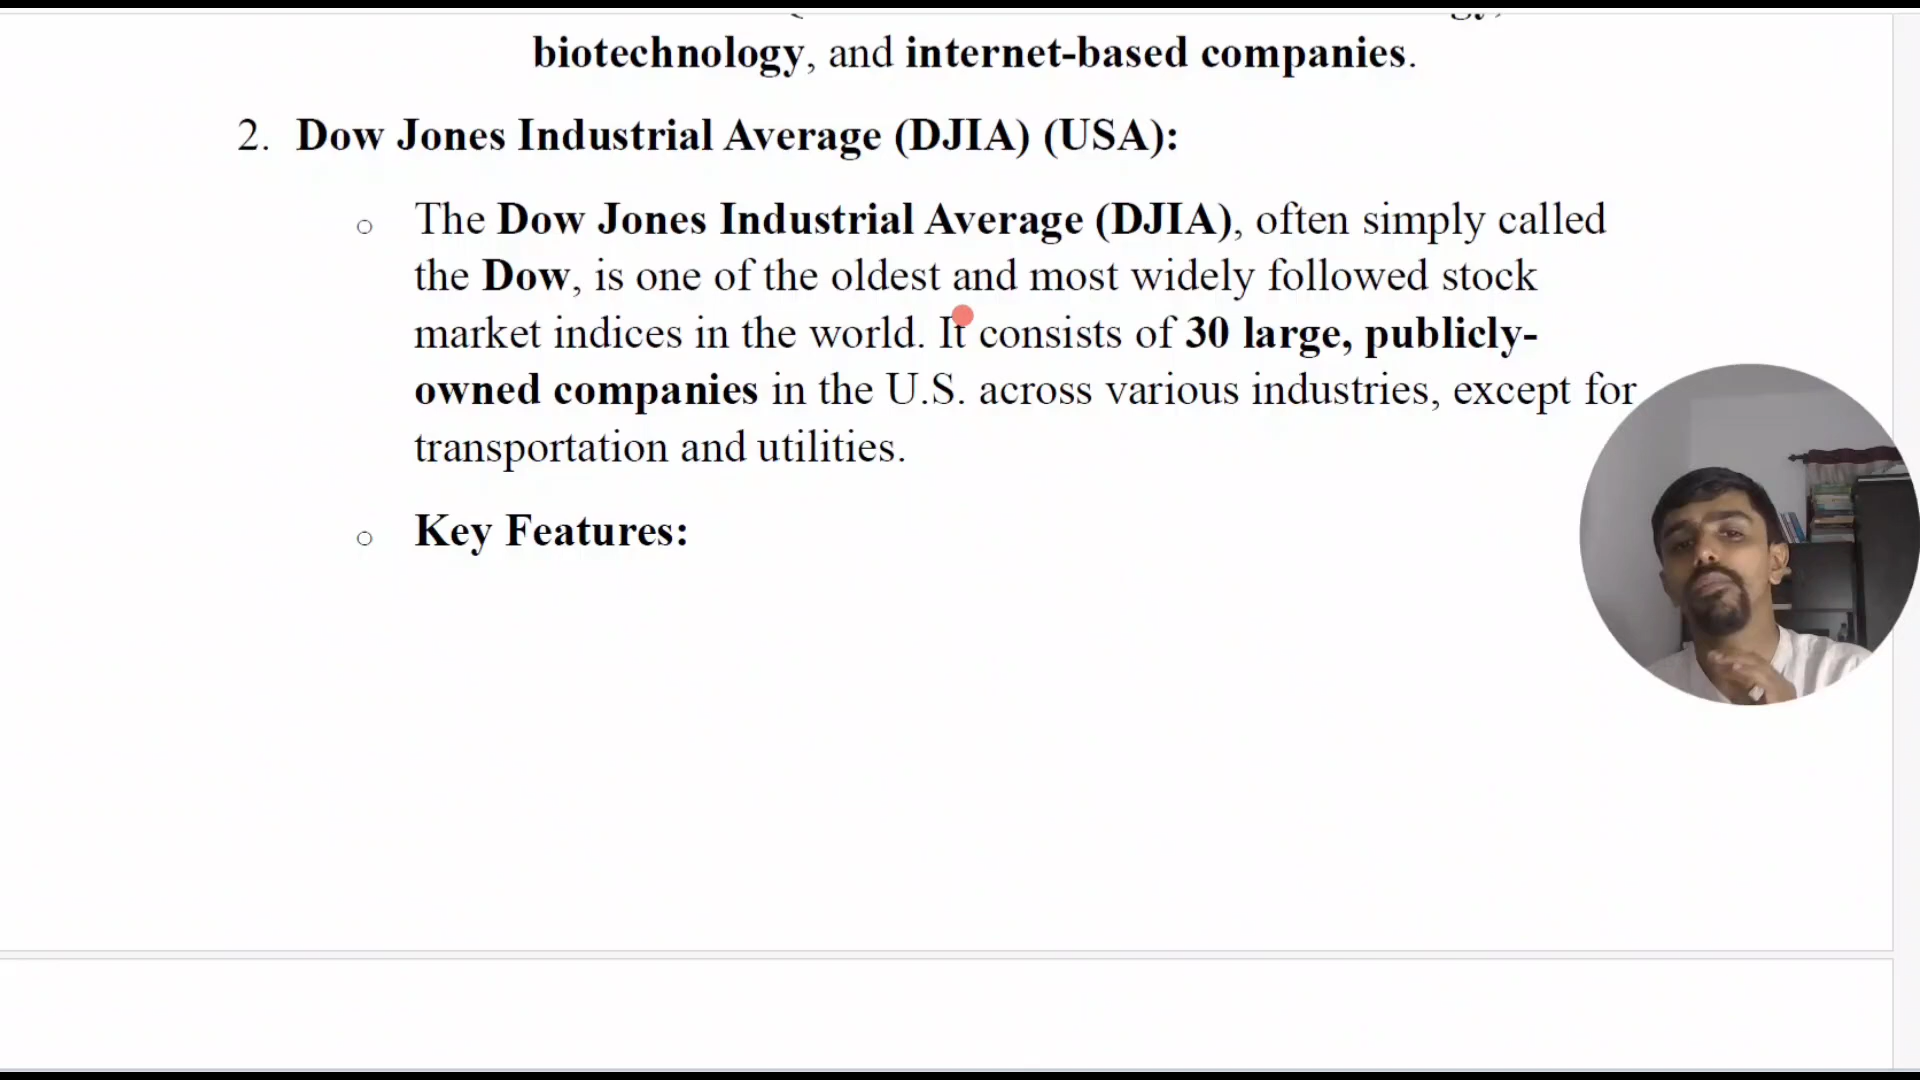 biotechnology, and internet-based companies.
2. Dow Jones Industrial Average (DJIA) (USA):
The Dow Jones Industrial Average (DJIA), often simply called
the Dow, is one of the oldest and most widely followed stock
market indices in the world. It consists of 30 large, publicly-
owned companies in the U.S. across various industries, except for
transportation and utilities.
Key Features: